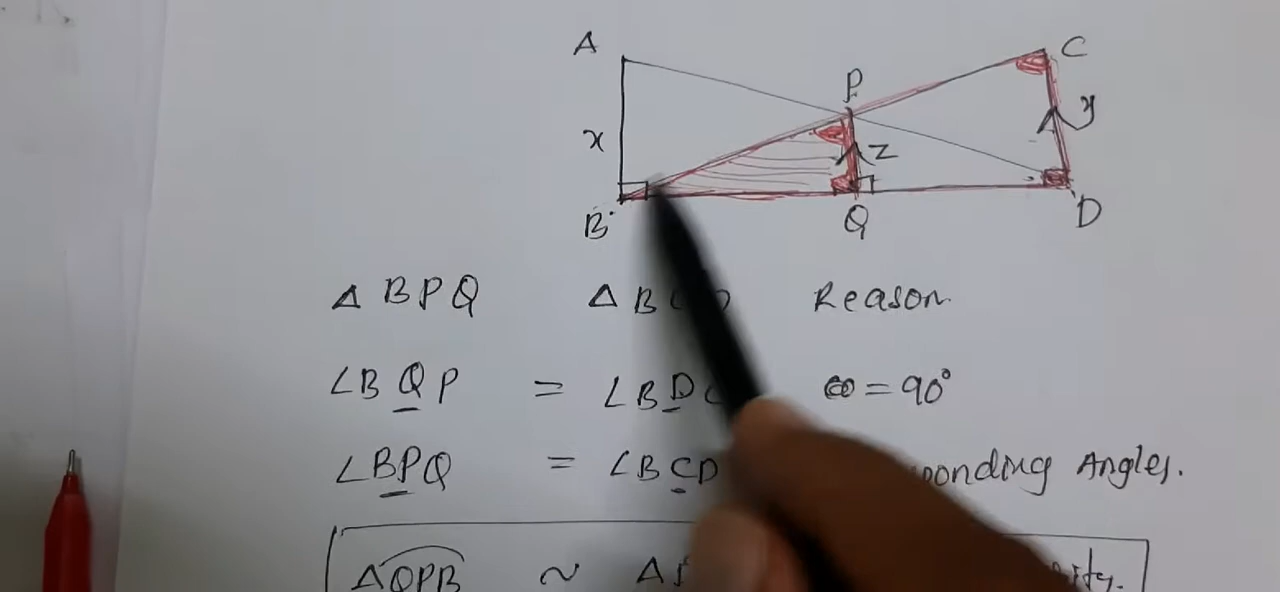 A
C
P
x
y
z
B
Q
D
Δ BPQ Δ B Reason
∠BQP = ∠BD = 90°
∠BPQ = ∠BCD Angles.
ΔQPB ~ Δ